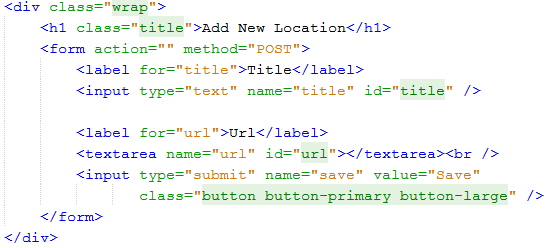 <div class="wrap">
    <h1 class="title">Add New Location</h1>
    <form action="" method="POST">
        <label for="title">Title</label>
        <input type="text" name="title" id="title" />

        <label for="url">Url</label>
        <textarea name="url" id="url"></textarea><br />
        <input type="submit" name="save" value="Save"
               class="button button-primary button-large" />
    </form>
</div>